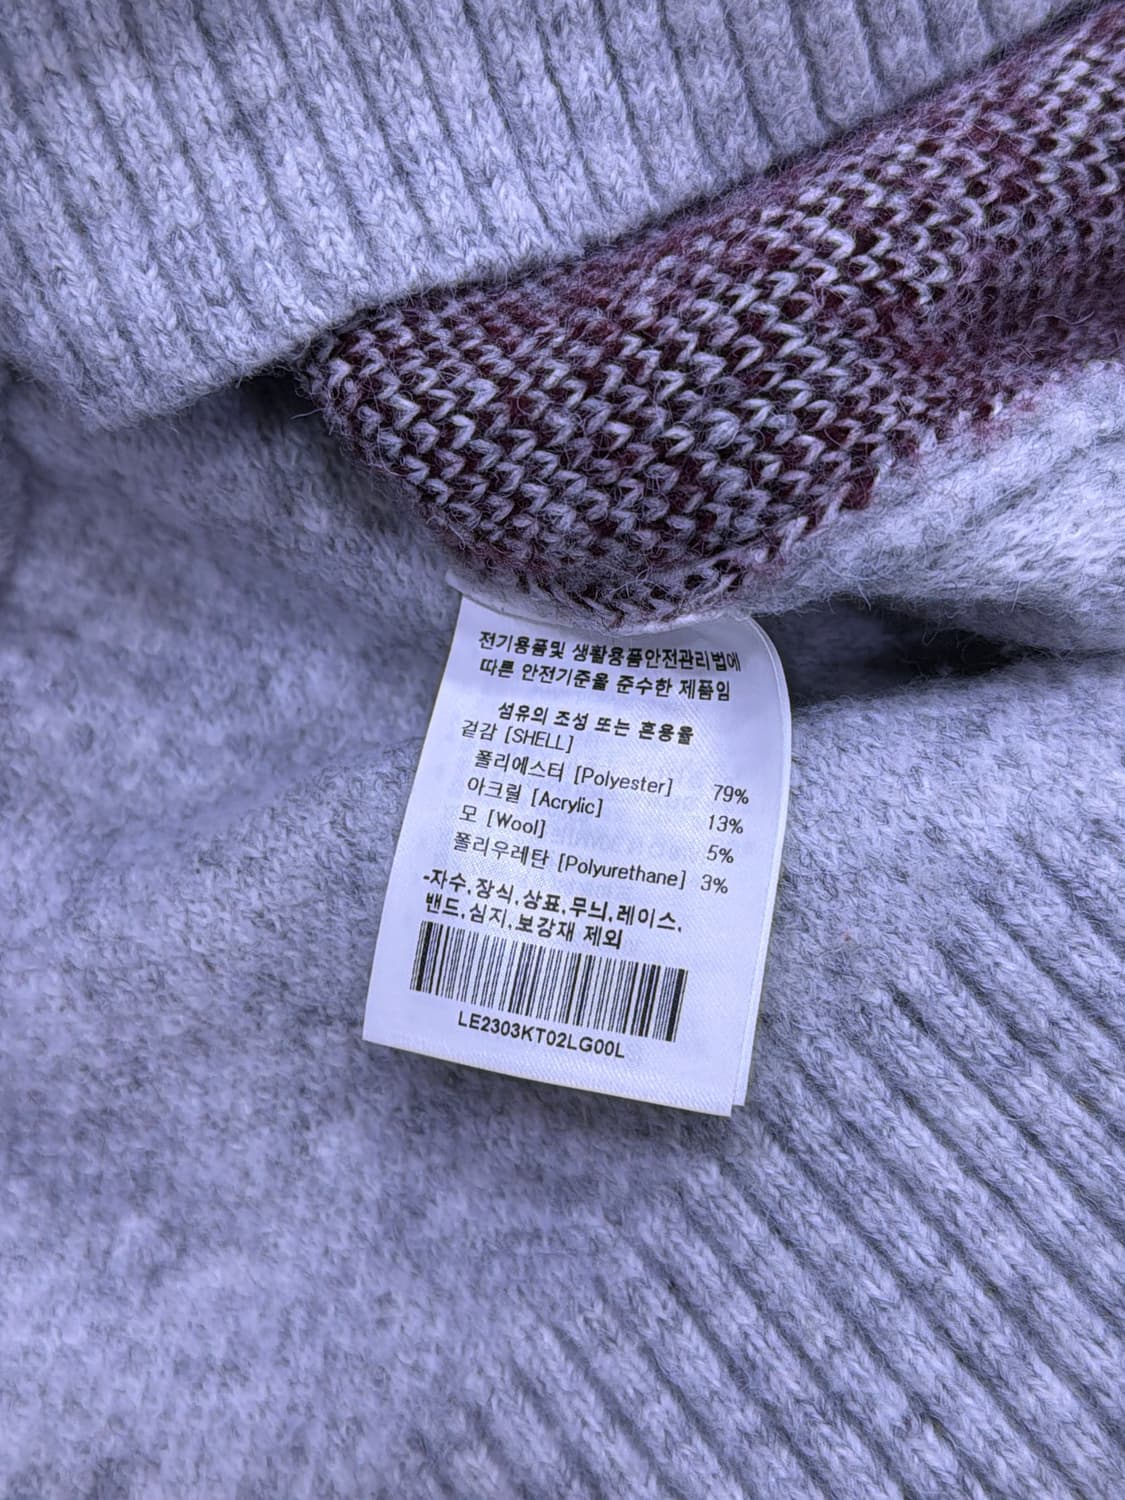 전기용품및 생활용품안전관리법에
따른 안전기준을 준수한 제품임
섬유의 조성 또는 혼용율
겉감 [SHELL]
폴리에스터 [Polyester] 79%
아크릴 [Acrylic] 13%
모 [Wool] 5%
폴리우레탄 [Polyurethane] 3%
-자수,장식,상표,무늬,레이스,
밴드,심지,보강재 제외
LE2303KT02LG00L